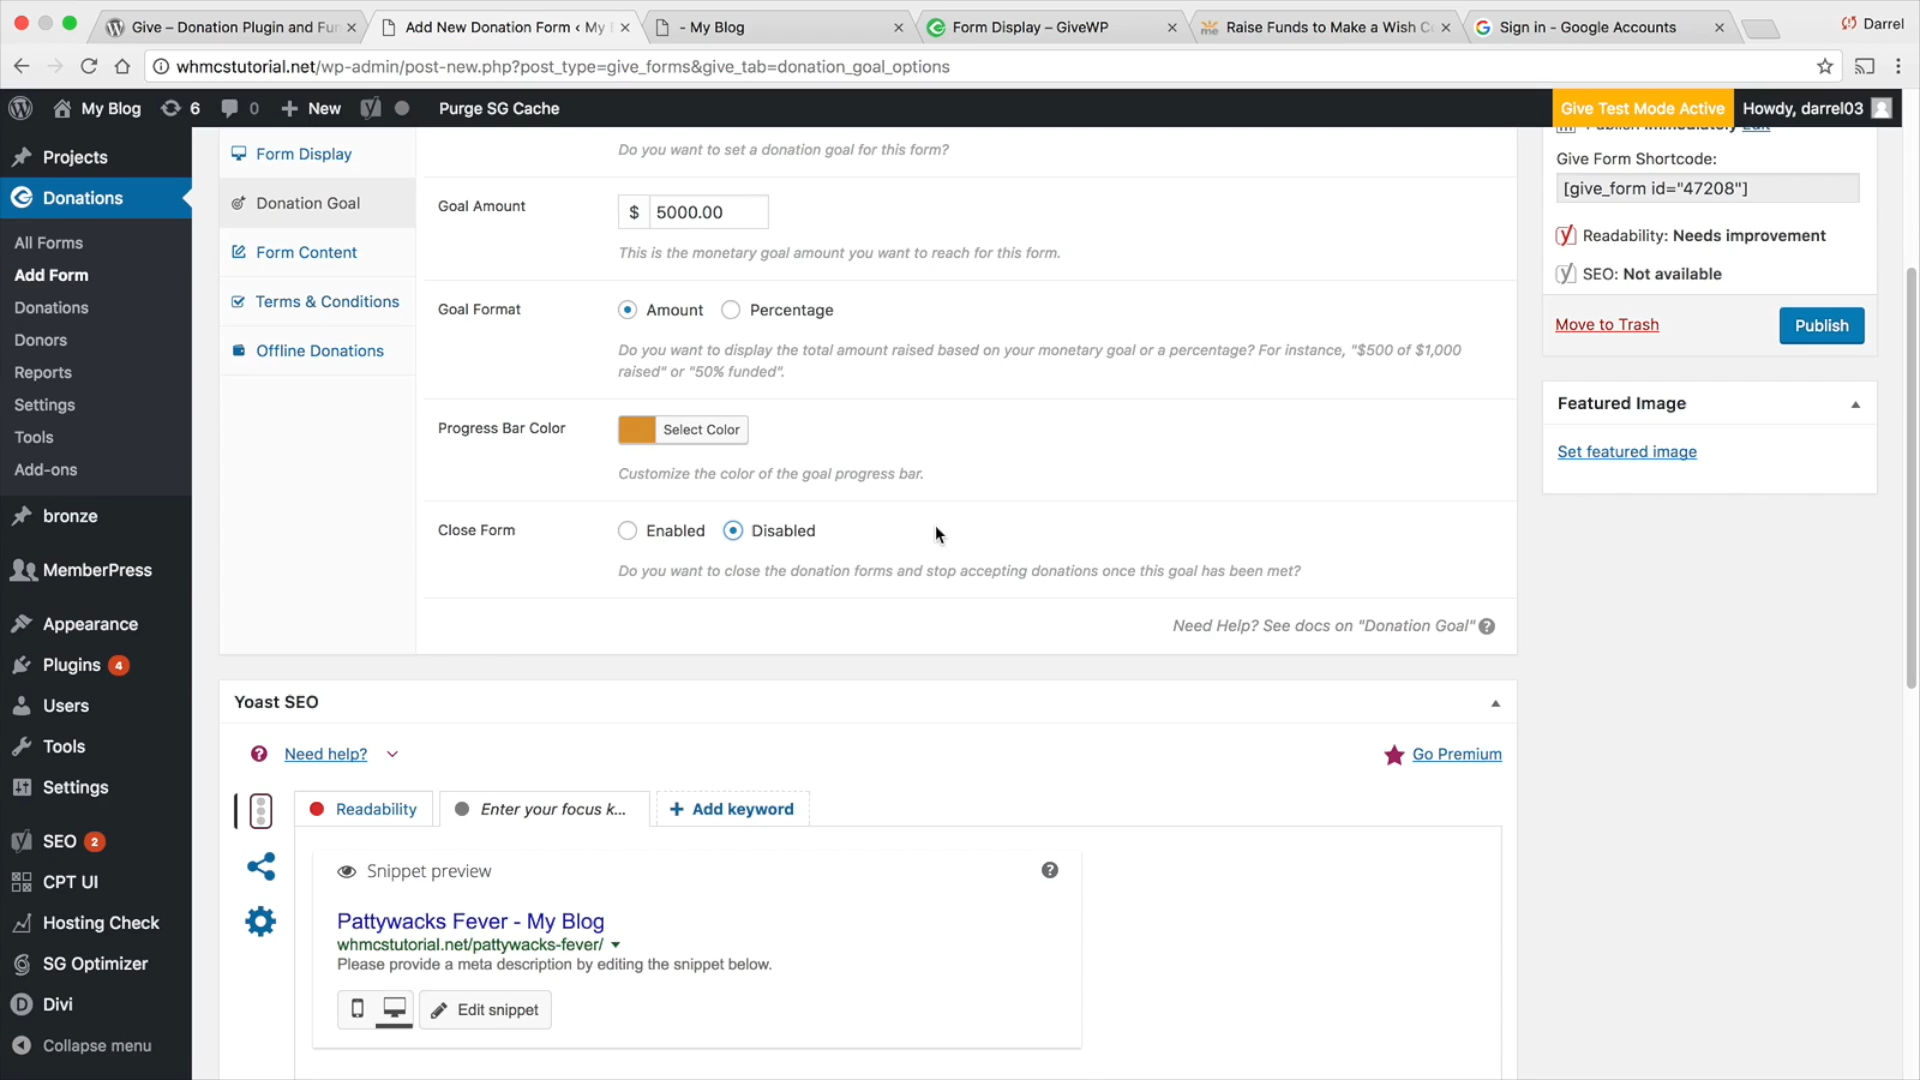 Give – Donation Plugin and Fun
Add New Donation Form ‹ My
- My Blog
Form Display – GiveWP
Raise Funds to Make a Wish Co
Sign in - Google Accounts
Darrel
whmcstutorial.net/wp-admin/post-new.php?post_type=give_forms&give_tab=donation_goal_options
My Blog
6
0
New
Purge SG Cache
Give Test Mode Active
Howdy, darrel03
Projects
Donations
All Forms
Add Form
Donations
Donors
Reports
Settings
Tools
Add-ons
bronze
MemberPress
Appearance
Plugins 4
Users
Tools
Settings
SEO 2
CPT UI
Hosting Check
SG Optimizer
Divi
Collapse menu
Form Display
Donation Goal
Form Content
Terms & Conditions
Offline Donations
Do you want to set a donation goal for this form?
Goal Amount
$ 5000.00
This is the monetary goal amount you want to reach for this form.
Goal Format
Amount Percentage
Do you want to display the total amount raised based on your monetary goal or a percentage? For instance, "$500 of $1,000
raised" or "50% funded".
Progress Bar Color
Select Color
Customize the color of the goal progress bar.
Close Form
Enabled Disabled
Do you want to close the donation forms and stop accepting donations once this goal has been met?
Need Help? See docs on "Donation Goal"
Yoast SEO
Need help?
Go Premium
Readability
Enter your focus k...
+ Add keyword
Snippet preview
Pattywacks Fever - My Blog
whmcstutorial.net/pattywacks-fever/
Please provide a meta description by editing the snippet below.
Edit snippet
Publish immediately Edit
Give Form Shortcode:
[give_form id="47208"]
Readability: Needs improvement
SEO: Not available
Move to Trash
Publish
Featured Image
Set featured image